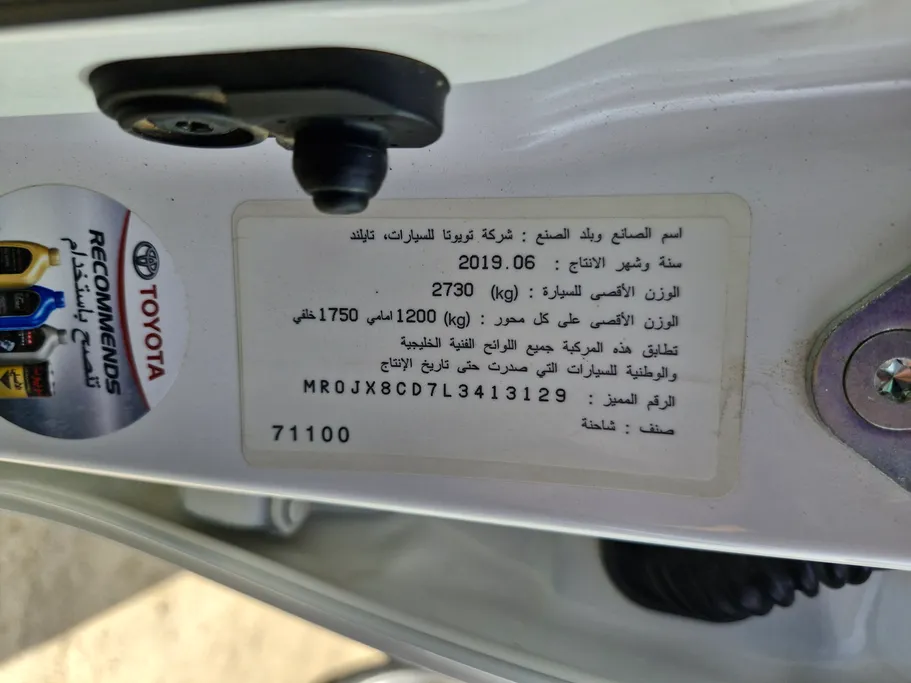 اسم الصانع وبلد الصنع : شركة تويوتا للسيارات، تايلند
سنة وشهر الانتاج : 2019.06
الوزن الأقصى للسيارة : (kg) 2730
الوزن الأقصى على كل محور : (kg) 1200 امامي 1750 خلفي
تطابق هذه المركبة جميع اللوائح الفنية الخليجية
والوطنية للسيارات التي صدرت حتى تاريخ الإنتاج
الرقم المميز : MR0JX8CD7L3413129
صنف : شاحنة
71100
TOYOTA
RECOMMENDS
تنصح باستخدام